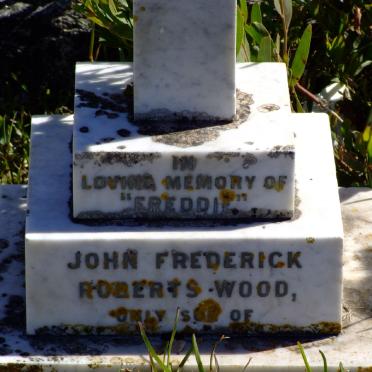 IN
LOVING MEMORY OF
"FREDDIE"
JOHN FREDERICK
ROBERTS WOOD,
ONLY SON OF